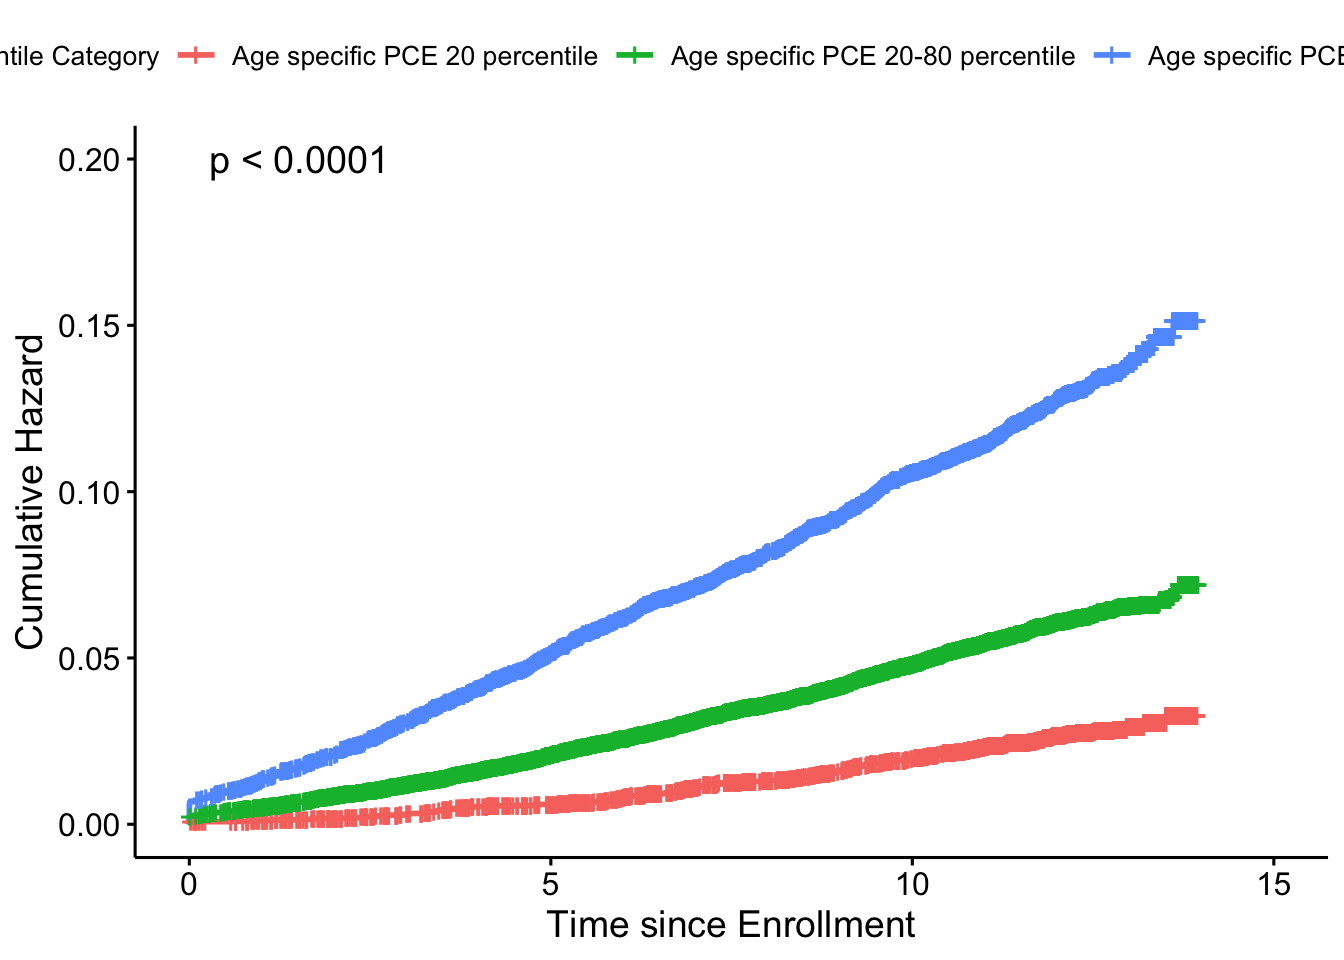 ntile Category Age specific PCE 20 percentile Age specific PCE 20-80 percentile Age specific PCE
p < 0.0001
0.20
0.15
0.10
0.05
0.00
Cumulative Hazard
0 5 10 15
Time since Enrollment